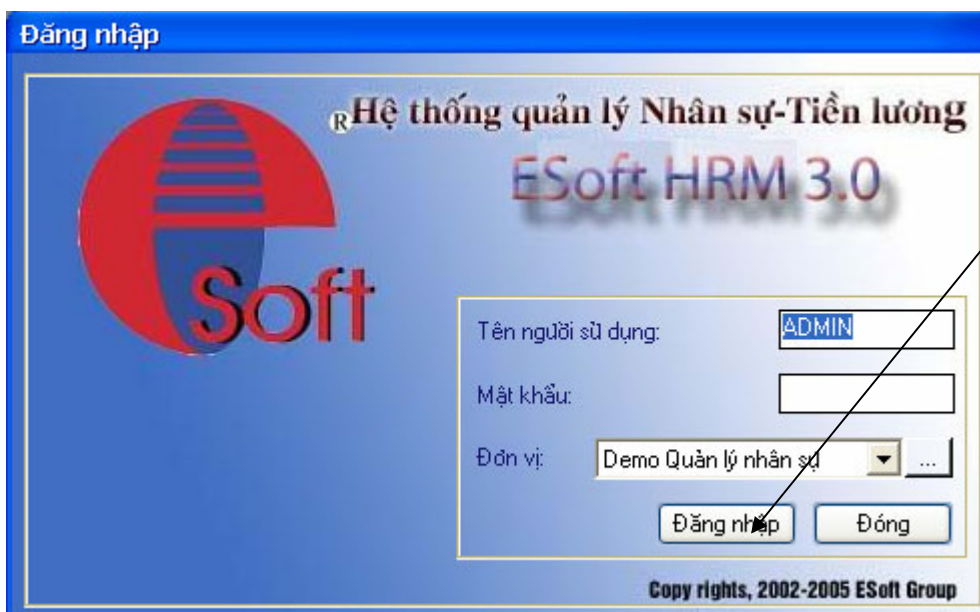 Đăng nhập
®Hệ thống quản lý Nhân sự-Tiền lương
ESoft HRM 3.0
eSoft
Tên người sử dụng: ADMIN
Mật khẩu:
Đơn vị: Demo Quản lý nhân sự ...
Đăng nhập Đóng
Copy rights, 2002-2005 ESoft Group